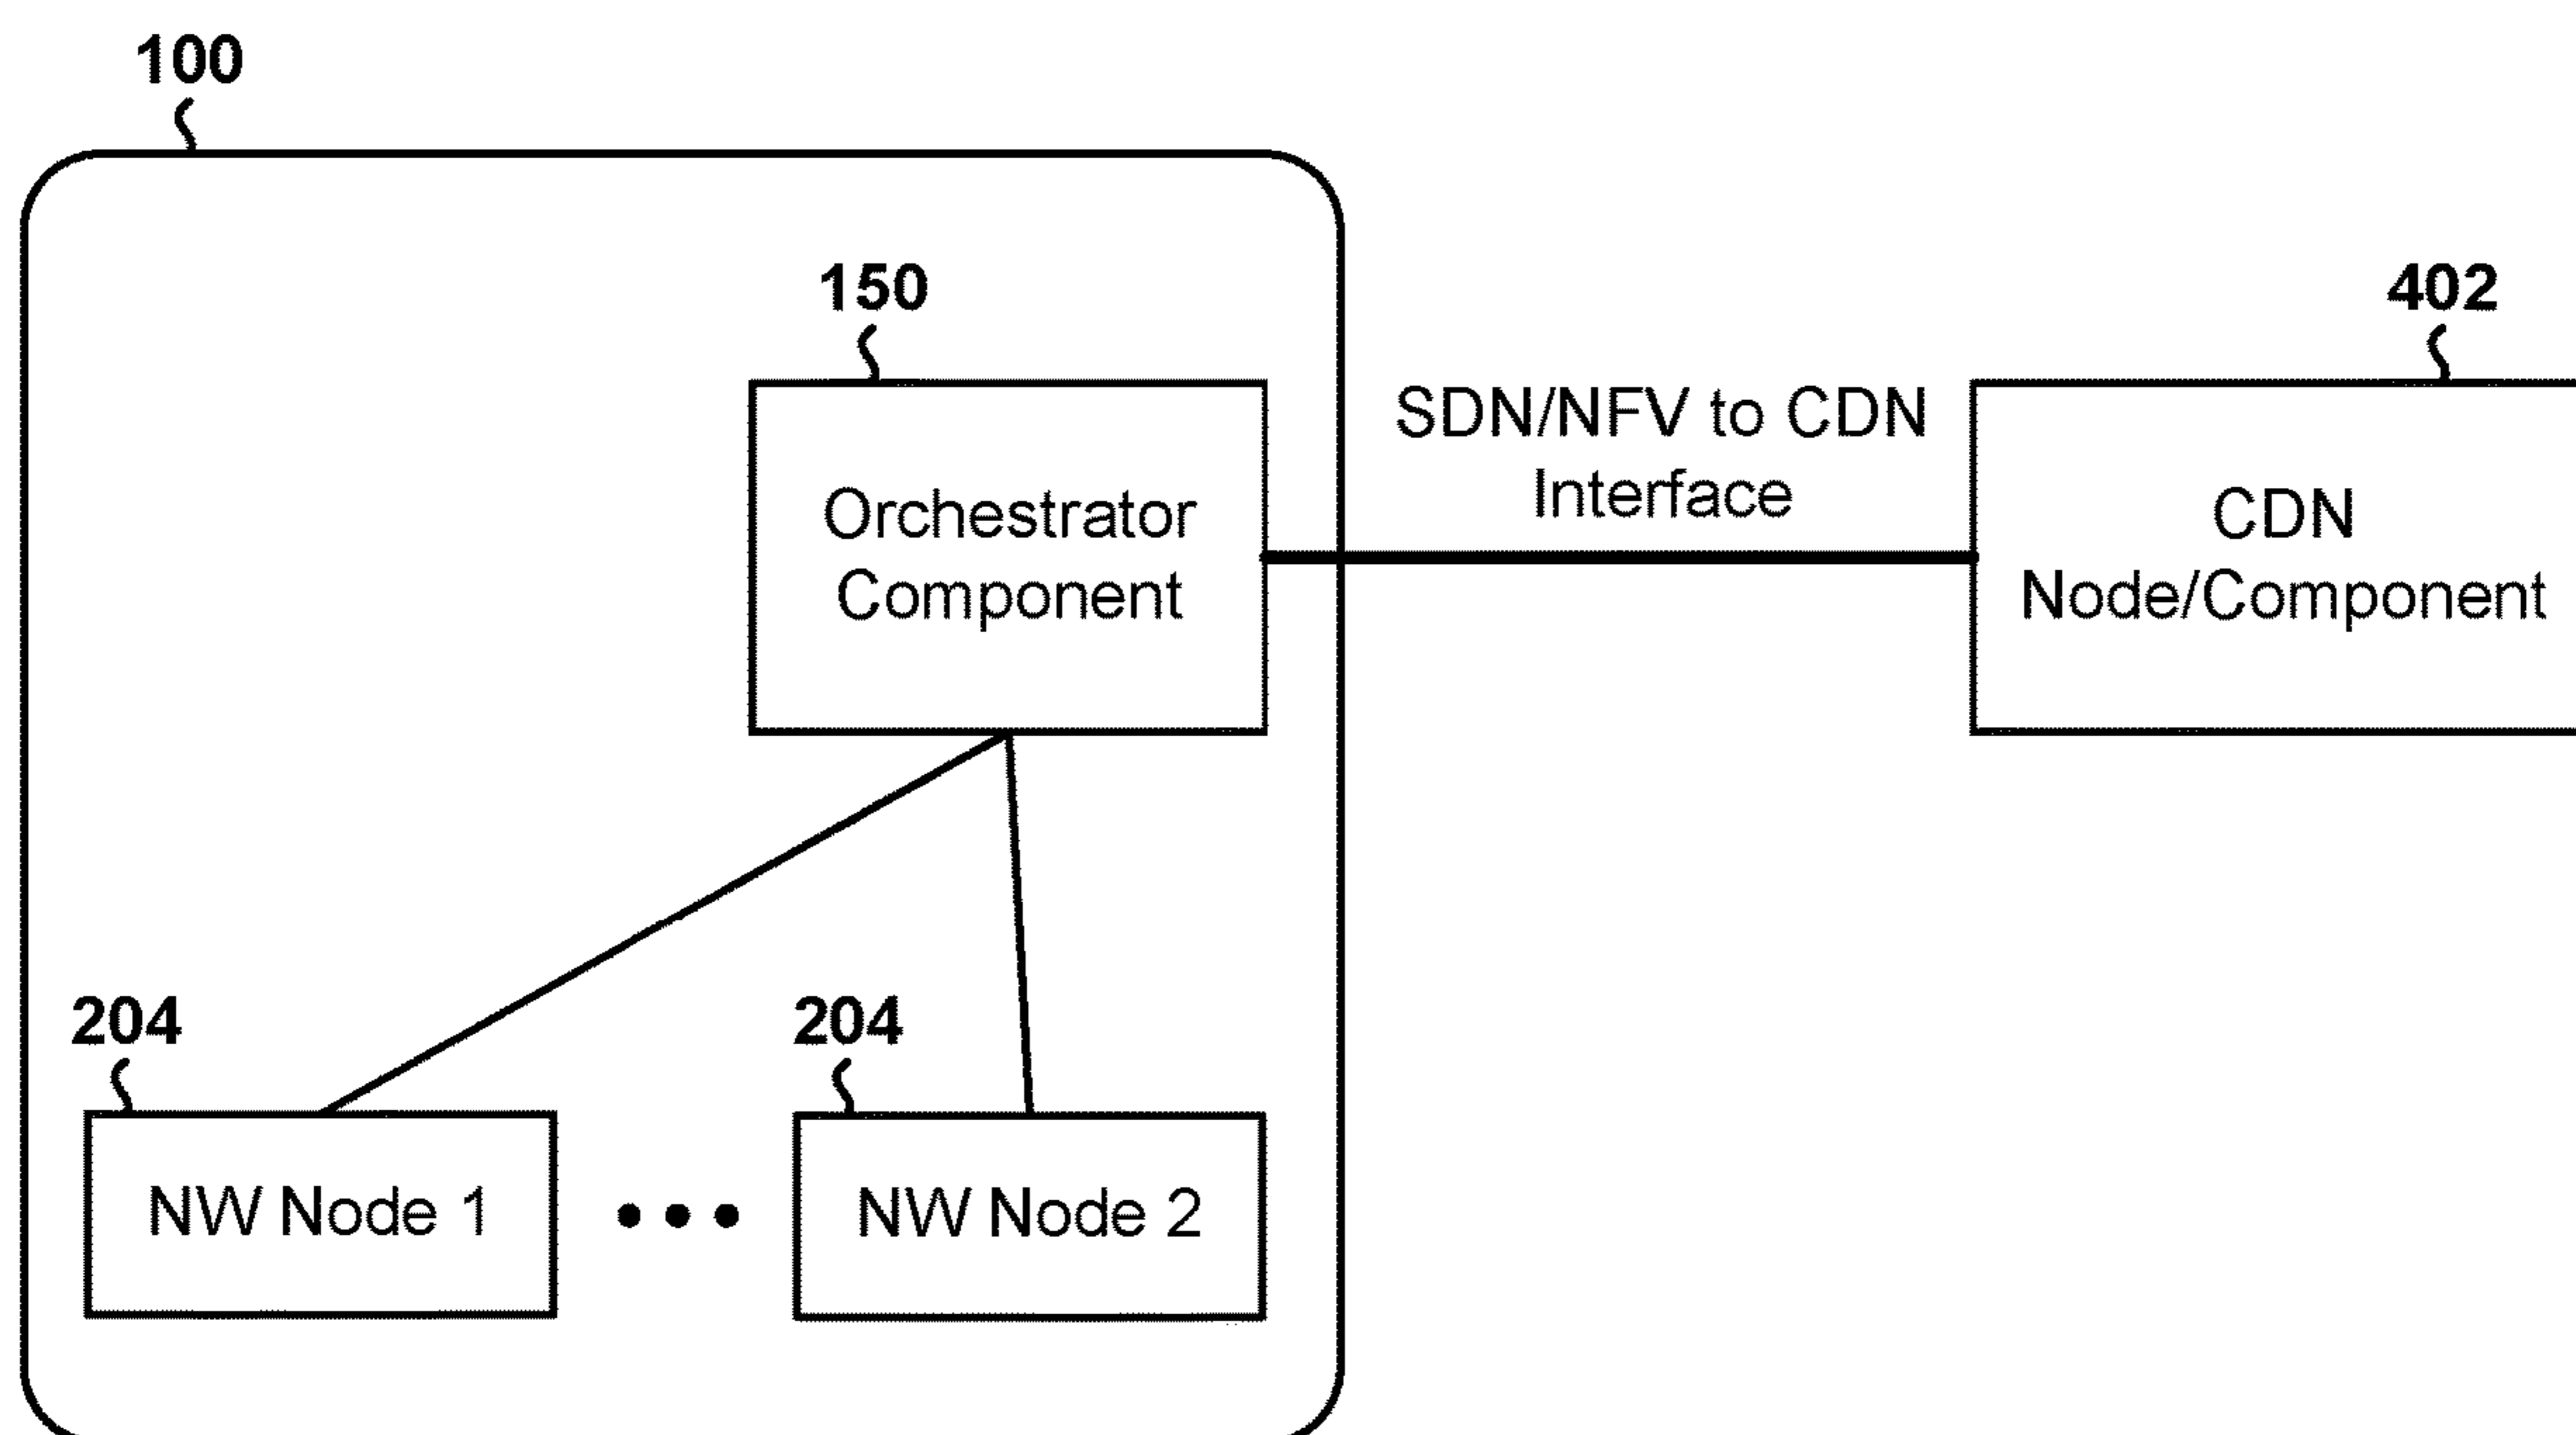 100
150
402
SDN/NFV to CDN
Interface
Orchestrator
Component
CDN
Node/Component
204
204
NW Node 1
NW Node 2